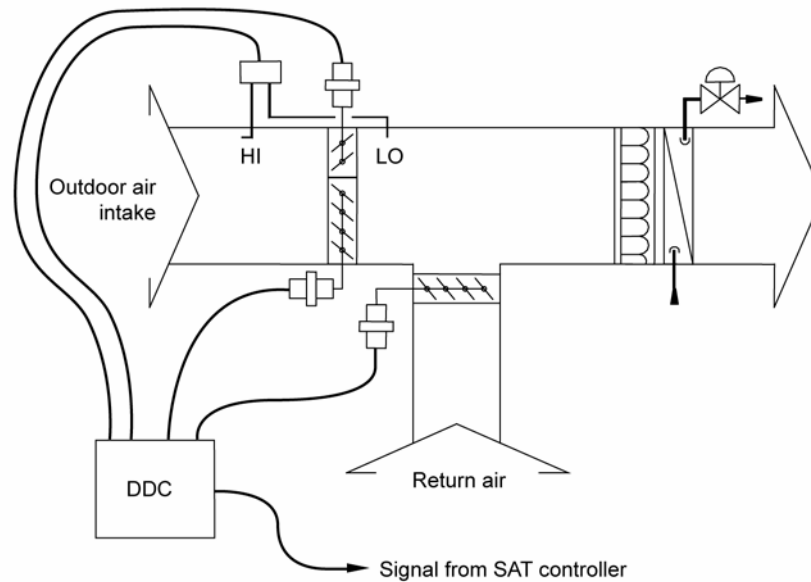 HI
LO
Outdoor air
intake
DDC
Return air
Signal from SAT controller